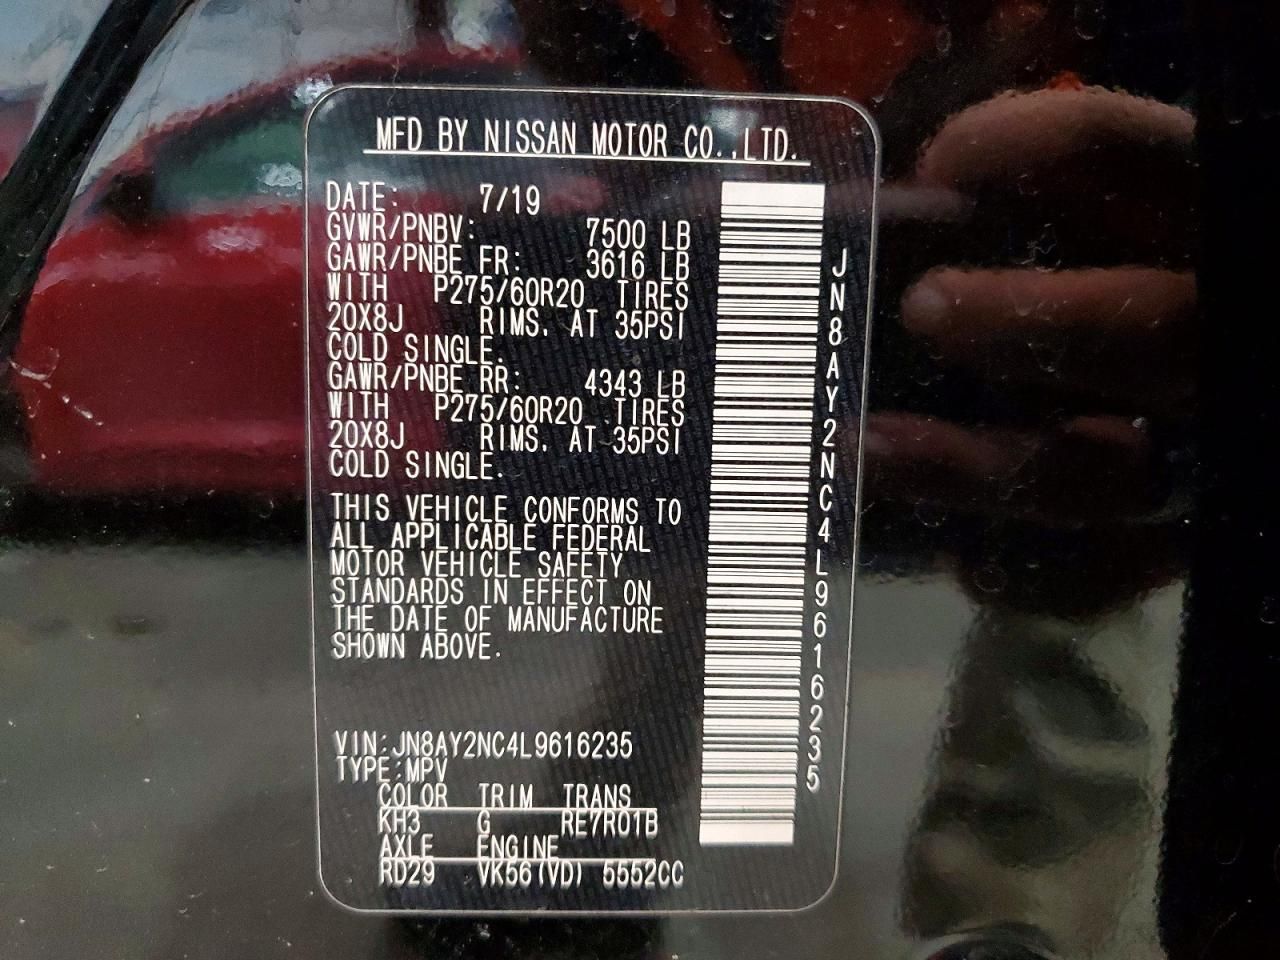 MFD BY NISSAN MOTOR CO.,LTD.
DATE: 7/19
GVWR/PNBV: 7500 LB
GAWR/PNBE FR: 3616 LB
WITH P275/60R20 TIRES
20X8J RIMS. AT 35PSI
COLD SINGLE.
GAWR/PNBE RR: 4343 LB
WITH P275/60R20 TIRES
20X8J RIMS. AT 35PSI
COLD SINGLE.
THIS VEHICLE CONFORMS TO
ALL APPLICABLE FEDERAL
MOTOR VEHICLE SAFETY
STANDARDS IN EFFECT ON
THE DATE OF MANUFACTURE
SHOWN ABOVE.
VIN:JN8AY2NC4L9616235
TYPE:MPV
COLOR TRIM TRANS
KH3 G RE7R01B
AXLE ENGINE
RD29 VK56(VD) 5552CC
JN8AY2NC4L9616235